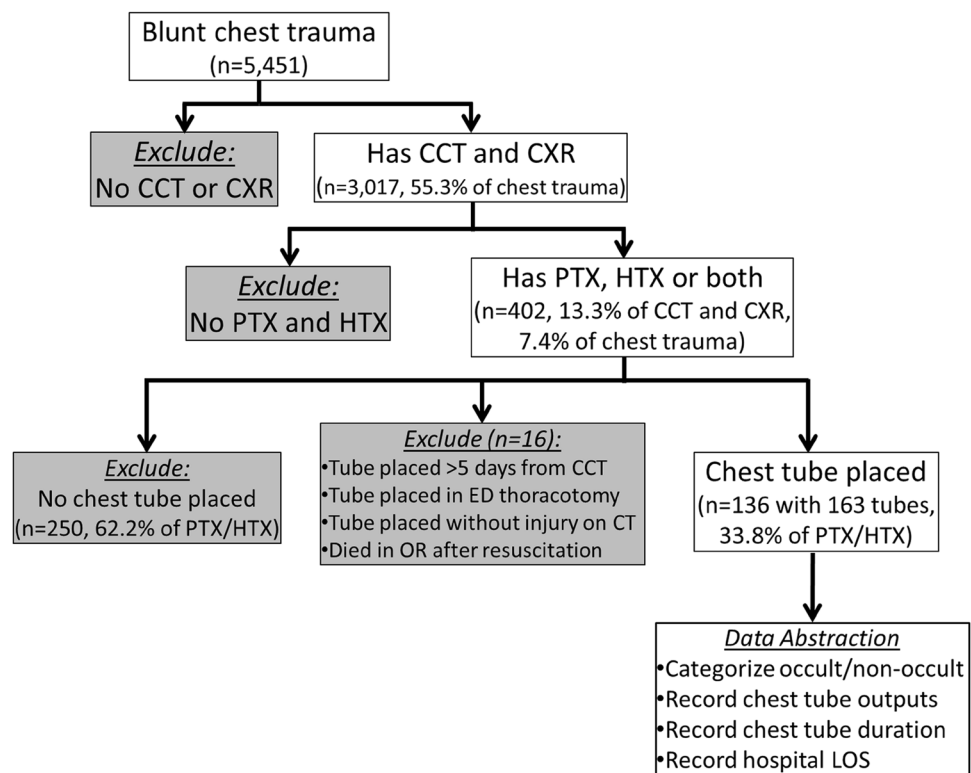 Blunt chest trauma
(n=5,451)
Exclude:
No CCT or CXR
Has CCT and CXR
(n=3,017, 55.3% of chest trauma)
Exclude:
No PTX and HTX
Has PTX, HTX or both
(n=402, 13.3% of CCT and CXR,
7.4% of chest trauma)
Exclude:
No chest tube placed
(n=250, 62.2% of PTX/HTX)
Exclude (n=16):
•Tube placed >5 days from CCT
•Tube placed in ED thoracotomy
•Tube placed without injury on CT
•Died in OR after resuscitation
Chest tube placed
(n=136 with 163 tubes,
33.8% of PTX/HTX)
Data Abstraction
•Categorize occult/non-occult
•Record chest tube outputs
•Record chest tube duration
•Record hospital LOS